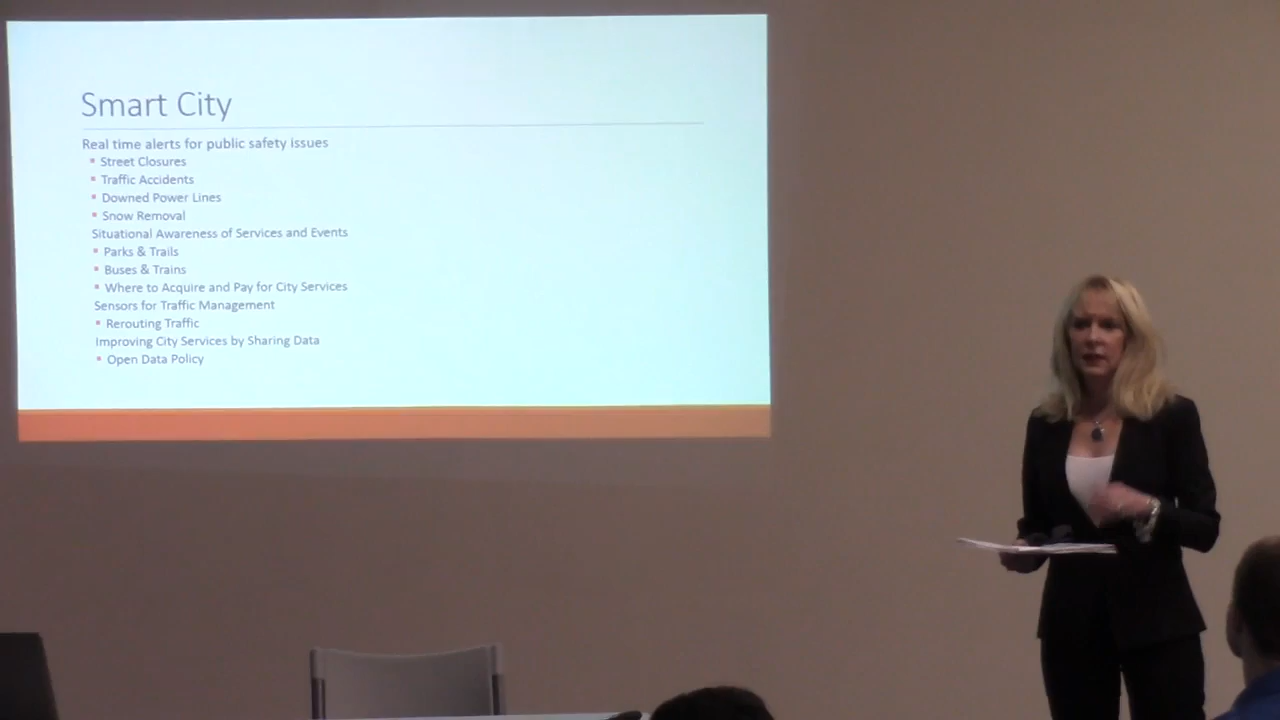 Smart City
Real time alerts for public safety issues
Street Closures
Traffic Accidents
Downed Power Lines
Snow Removal
Situational Awareness of Services and Events
Parks & Trails
Buses & Trains
Where to Acquire and Pay for City Services
Sensors for Traffic Management
Rerouting Traffic
Improving City Services by Sharing Data
Open Data Policy